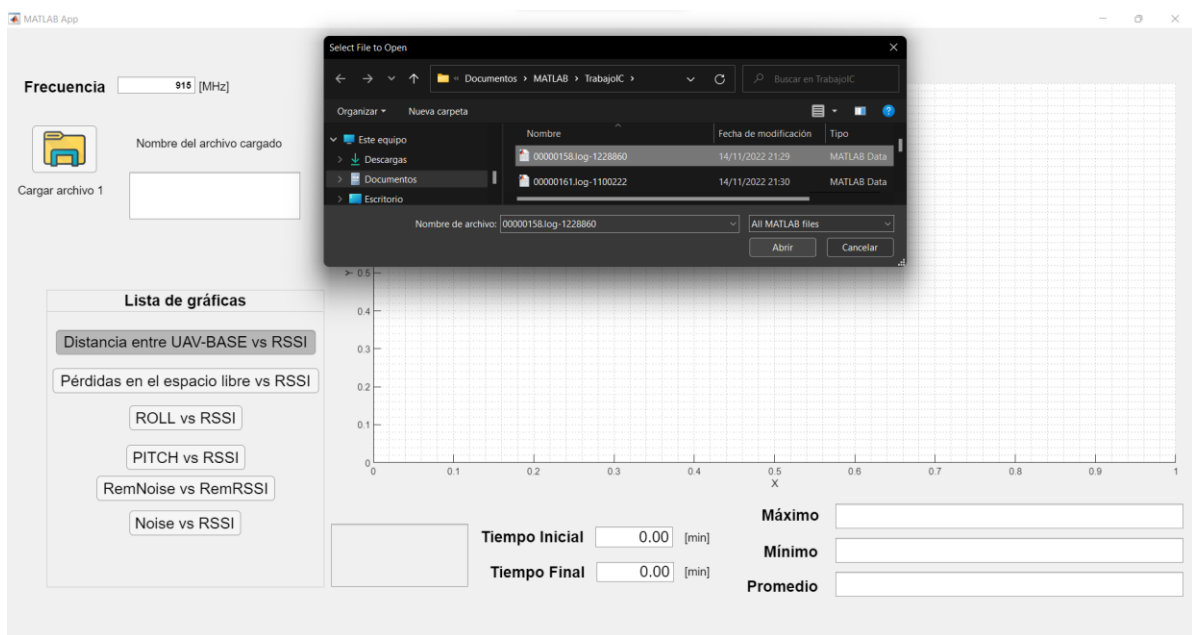 MATLAB App
Select File to Open
« Documentos › MATLAB › TrabajoIC ›
Buscar en TrabajoIC
Organizar
Nueva carpeta
Este equipo
Descargas
Documentos
Escritorio
Nombre
Fecha de modificación
Tipo
00000158.log-1228860
14/11/2022 21:29
MATLAB Data
00000161.log-1100222
14/11/2022 21:30
MATLAB Data
Nombre de archivo: 00000158.log-1228860
All MATLAB files
Abrir
Cancelar
Frecuencia 915 [MHz]
Nombre del archivo cargado
Cargar archivo 1
Lista de gráficas
Distancia entre UAV-BASE vs RSSI
Pérdidas en el espacio libre vs RSSI
ROLL vs RSSI
PITCH vs RSSI
RemNoise vs RemRSSI
Noise vs RSSI
Y
0.5
0.4
0.3
0.2
0.1
0
0 0.1 0.2 0.3 0.4 0.5 0.6 0.7 0.8 0.9 1
X
Tiempo Inicial 0.00 [min]
Tiempo Final 0.00 [min]
Máximo
Mínimo
Promedio